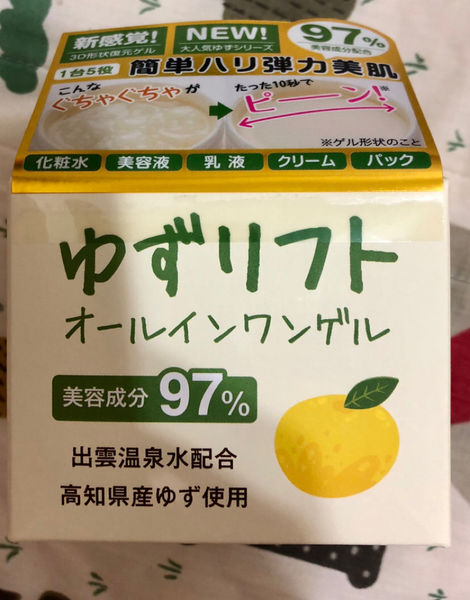 新感覚!
3D形状復元ゲル
NEW!
大人気ゆずシリーズ
97%
美容成分配合
1台5役 簡単ハリ弾力美肌
こんな
ぐちゃぐちゃが
たった10秒で
ピーン!※
※ゲル形状のこと
化粧水 美容液 乳液 クリーム パック
ゆずリフト
オールインワンゲル
美容成分 97%
出雲温泉水配合
高知県産ゆず使用